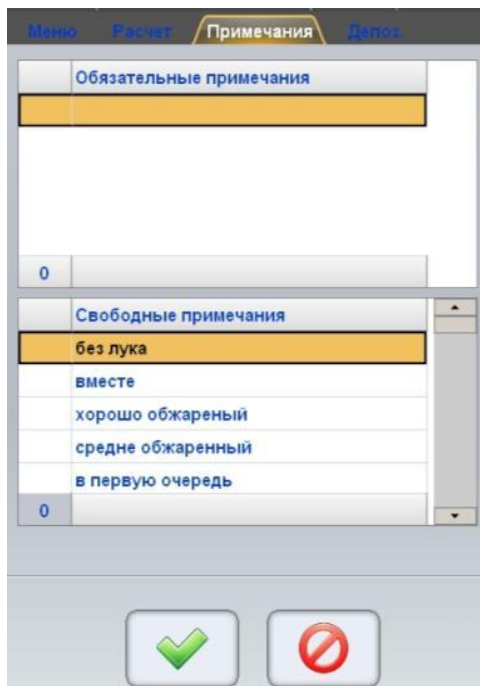 Меню Расчет Примечания Депоз.
Обязательные примечания
0
Свободные примечания
без лука
вместе
хорошо обжареный
средне обжаренный
в первую очередь
0